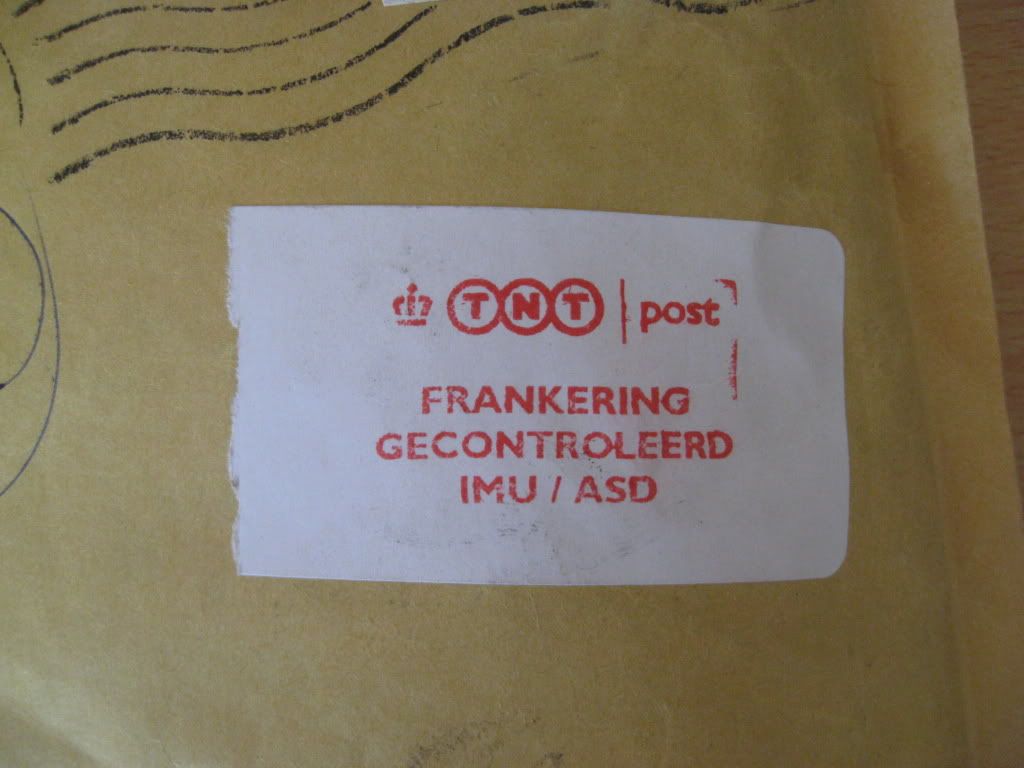 TNT post
FRANKERING
GECONTROLEERD
IMU / ASD